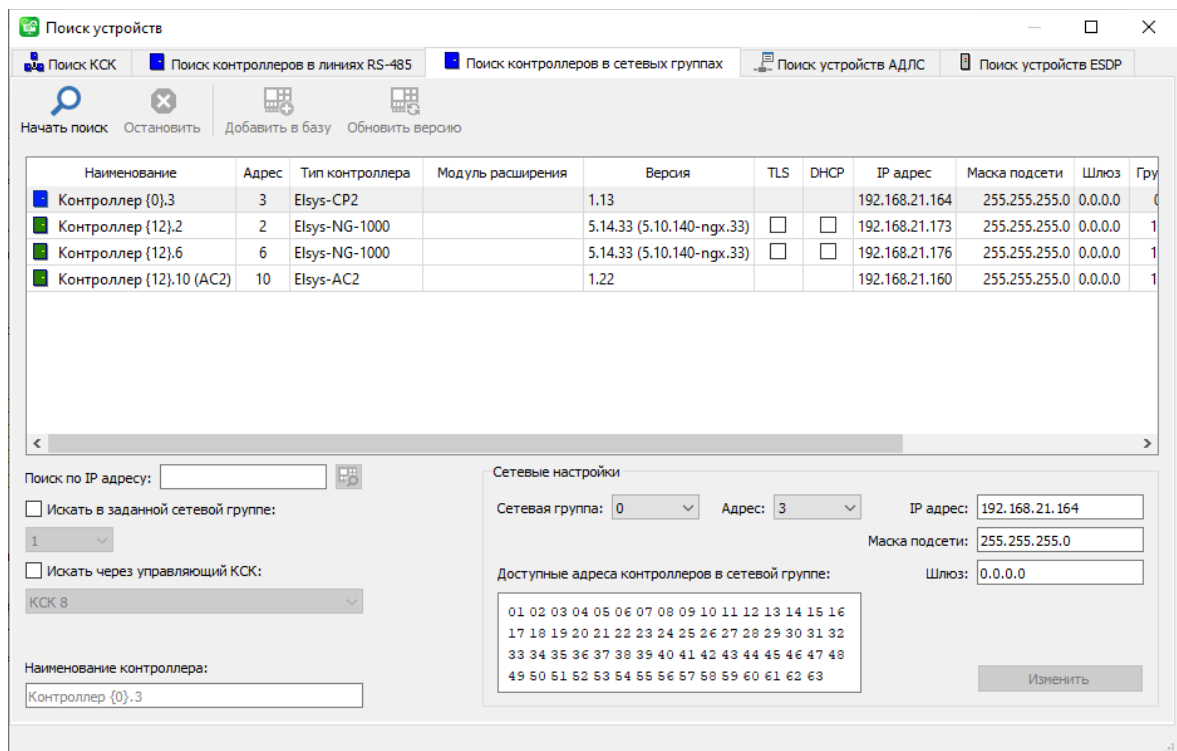 Поиск устройств
Поиск КСК Поиск контроллеров в линиях RS-485 Поиск контроллеров в сетевых группах Поиск устройств АДЛС Поиск устройств ESDP
Начать поиск Остановить Добавить в базу Обновить версию
Наименование Адрес Тип контроллера Модуль расширения Версия TLS DHCP IP адрес Маска подсети Шлюз Гру
Контроллер {0}.3 3 Elsys-CP2 1.13 192.168.21.164 255.255.255.0 0.0.0.0
Контроллер {12}.2 2 Elsys-NG-1000 5.14.33 (5.10.140-ngx.33) 192.168.21.173 255.255.255.0 0.0.0.0 1
Контроллер {12}.6 6 Elsys-NG-1000 5.14.33 (5.10.140-ngx.33) 192.168.21.176 255.255.255.0 0.0.0.0 1
Контроллер {12}.10 (AC2) 10 Elsys-AC2 1.22 192.168.21.160 255.255.255.0 0.0.0.0 1
Поиск по IP адресу:
Искать в заданной сетевой группе:
1
Искать через управляющий КСК:
КСК 8
Наименование контроллера:
Контроллер {0}.3
Сетевые настройки
Сетевая группа: 0 Адрес: 3 IP адрес: 192.168.21.164
Маска подсети: 255.255.255.0
Доступные адреса контроллеров в сетевой группе: Шлюз: 0.0.0.0
01 02 03 04 05 06 07 08 09 10 11 12 13 14 15 16
17 18 19 20 21 22 23 24 25 26 27 28 29 30 31 32
33 34 35 36 37 38 39 40 41 42 43 44 45 46 47 48
49 50 51 52 53 54 55 56 57 58 59 60 61 62 63
Изменить